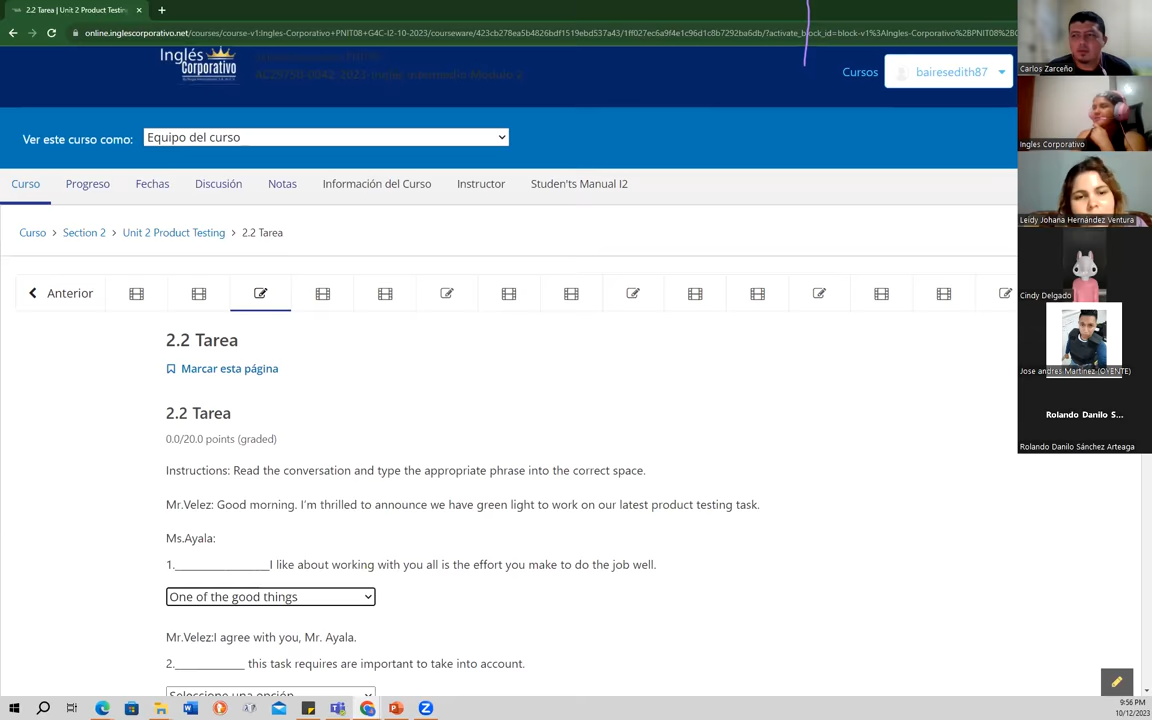 2.2 Tarea | Unit 2 Product Testin
online.inglescorporativo.net/courses/course-v1:Ingles-Corporativo+PNIT08+G4C-I2-10-2023/courseware/423cb278ea5b4826bdf1519ebd537a43/1ff027ec6a9f4e1c96d1c8b7292ba6db/?activate_block_id=block-v1%3AIngles-Corporativo%2BPNIT08%2BG
Inglés
Corporativo
Cursos
bairesedith87
Ver este curso como:
Equipo del curso
Curso
Progreso
Fechas
Discusión
Notas
Información del Curso
Instructor
Studen'ts Manual I2
Curso > Section 2 > Unit 2 Product Testing > 2.2 Tarea
Anterior
2.2 Tarea
Marcar esta página
2.2 Tarea
0.0/20.0 points (graded)
Instructions: Read the conversation and type the appropriate phrase into the correct space.
Mr.Velez: Good morning. I'm thrilled to announce we have green light to work on our latest product testing task.
Ms.Ayala:
1.__________________I like about working with you all is the effort you make to do the job well.
One of the good things
Mr.Velez:I agree with you, Mr. Ayala.
2._____________ this task requires are important to take into account.
Seleccione una opción
Carlos Zarceño
Ingles Corporativo
Leidy Johana Hernández Ventura
Cindy Delgado
Jose andres Martinez (OYENTE)
Rolando Danilo S...
Rolando Danilo Sánchez Arteaga
9:56 PM
10/12/2023